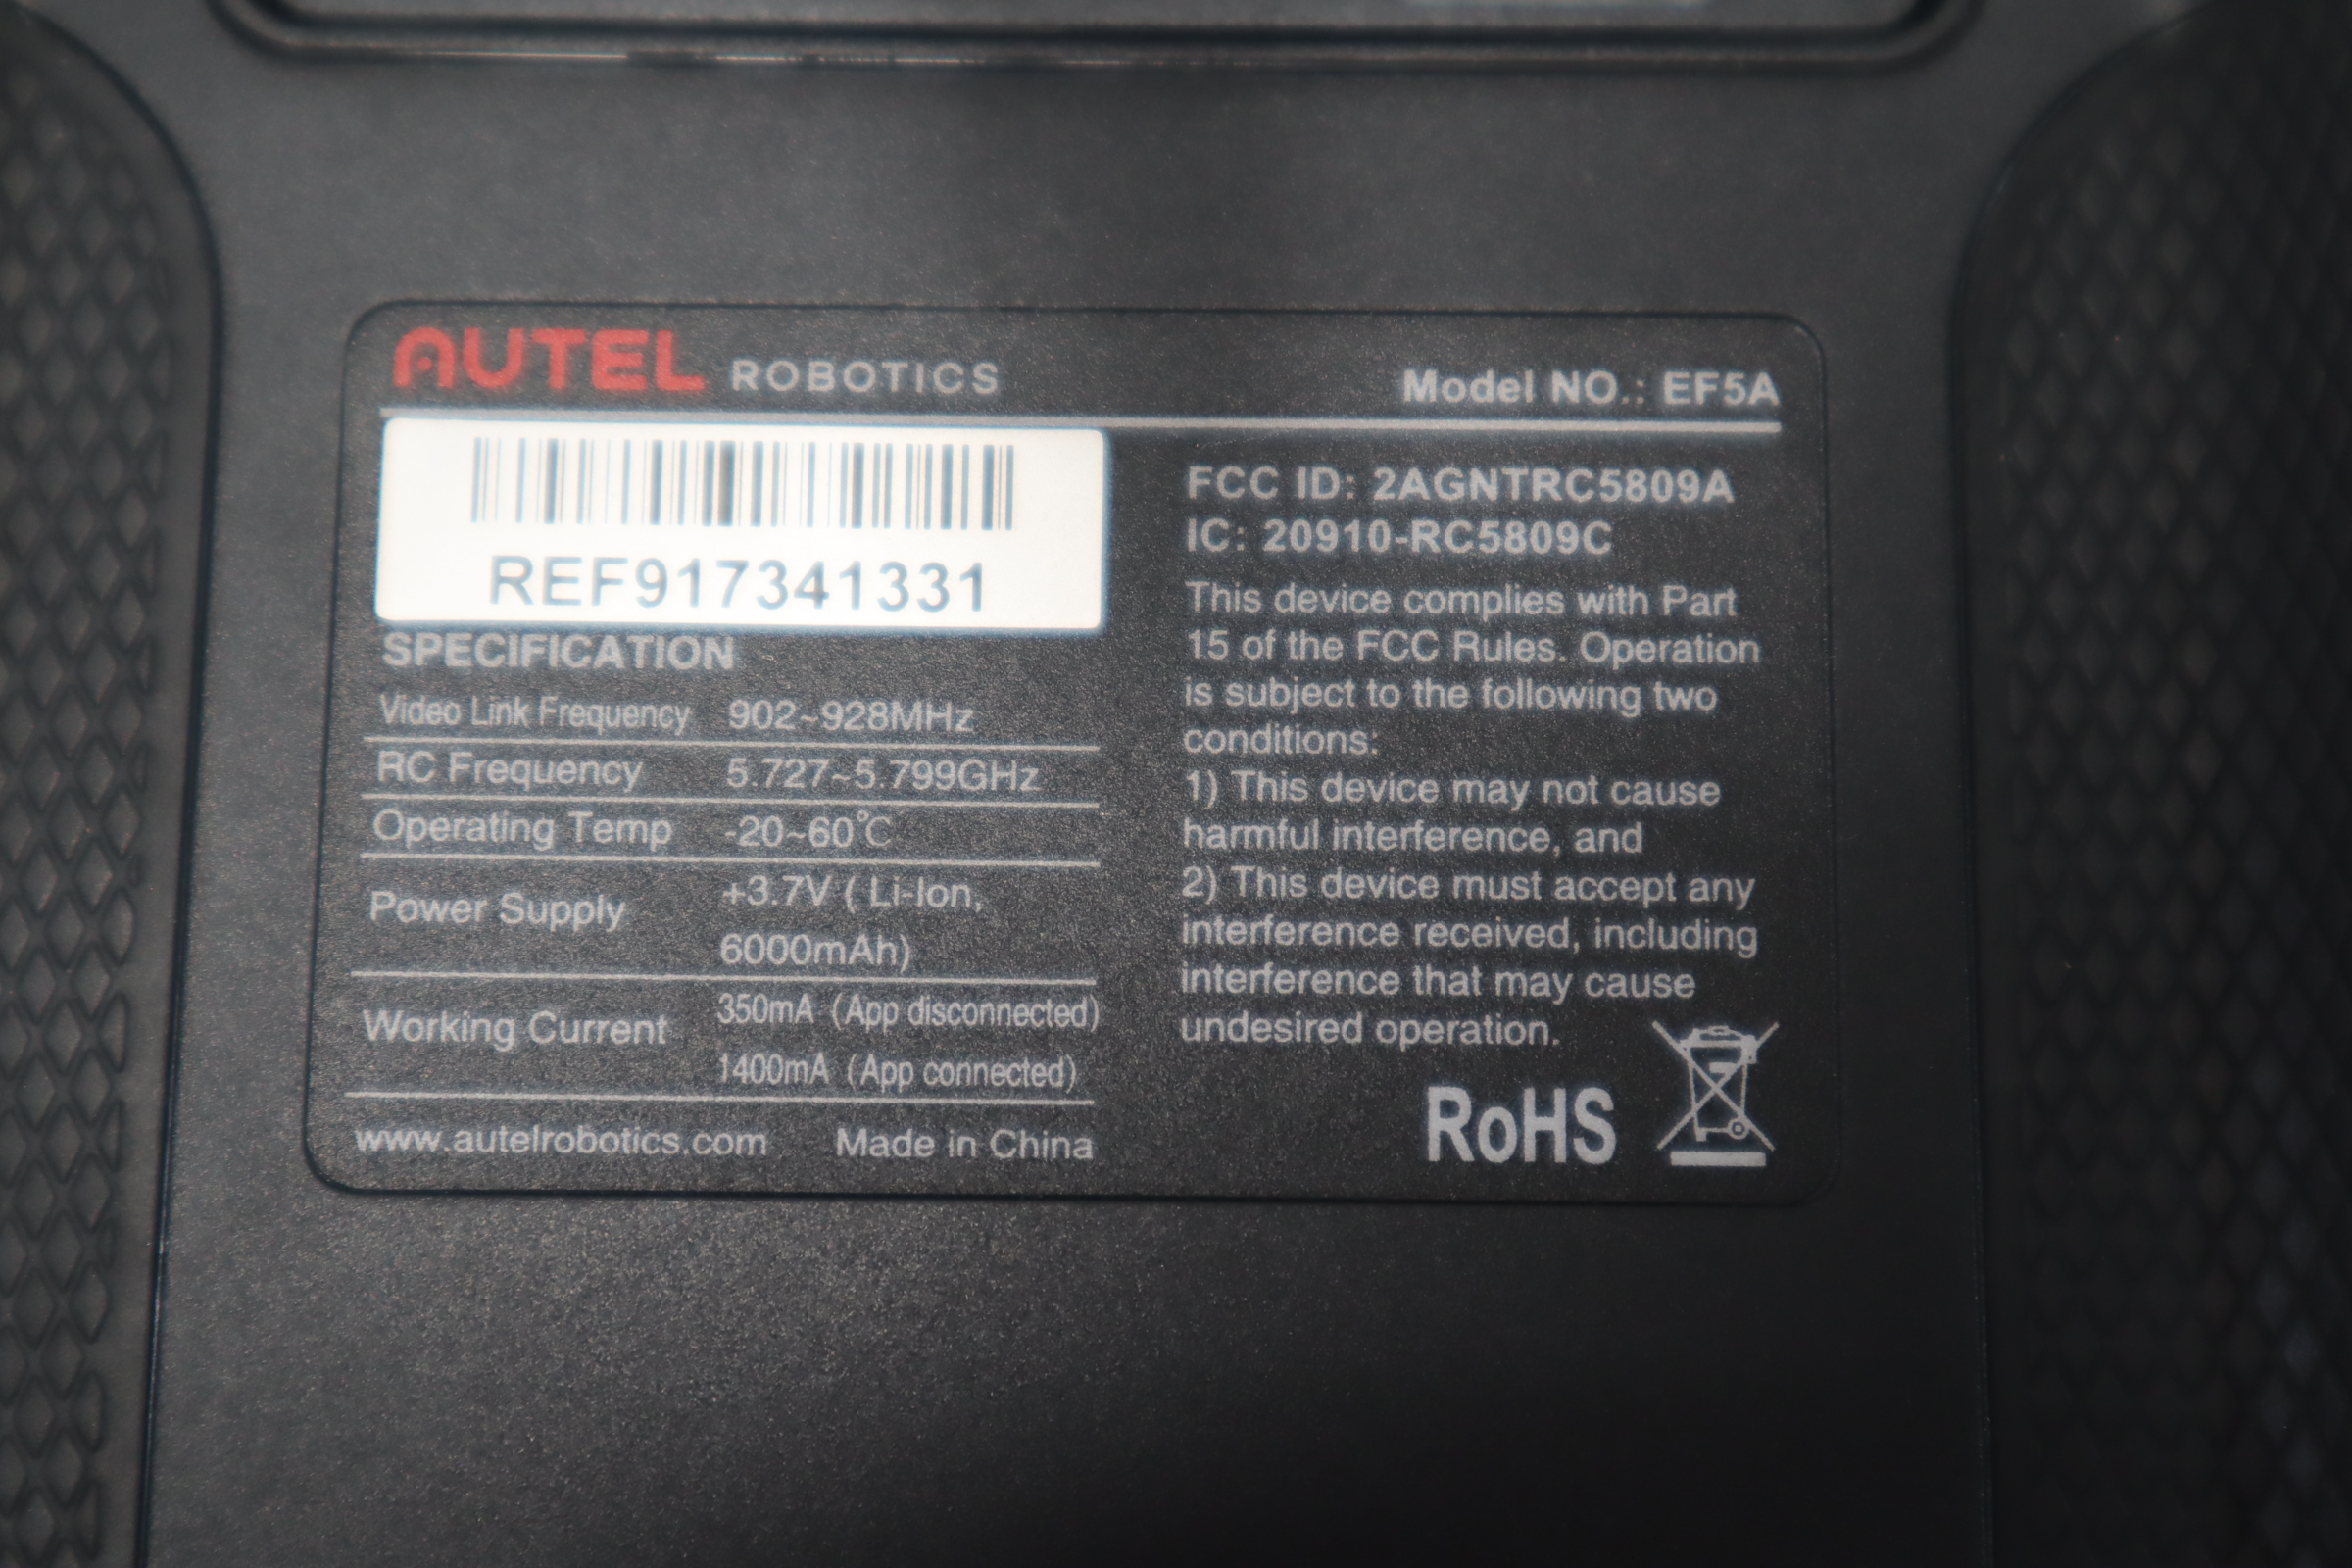 AUTEL ROBOTICS
Model NO.: EF5A
REF917341331
SPECIFICATION
Video Link Frequency 902~928MHz
RC Frequency 5.727~5.799GHz
Operating Temp -20~60℃
Power Supply +3.7V ( Li-Ion,
6000mAh)
Working Current 350mA (App disconnected)
1400mA (App connected)
www.autelrobotics.com Made in China
FCC ID: 2AGNTRC5809A
IC: 20910-RC5809C
This device complies with Part
15 of the FCC Rules. Operation
is subject to the following two
conditions:
1) This device may not cause
harmful interference, and
2) This device must accept any
interference received, including
interference that may cause
undesired operation.
RoHS